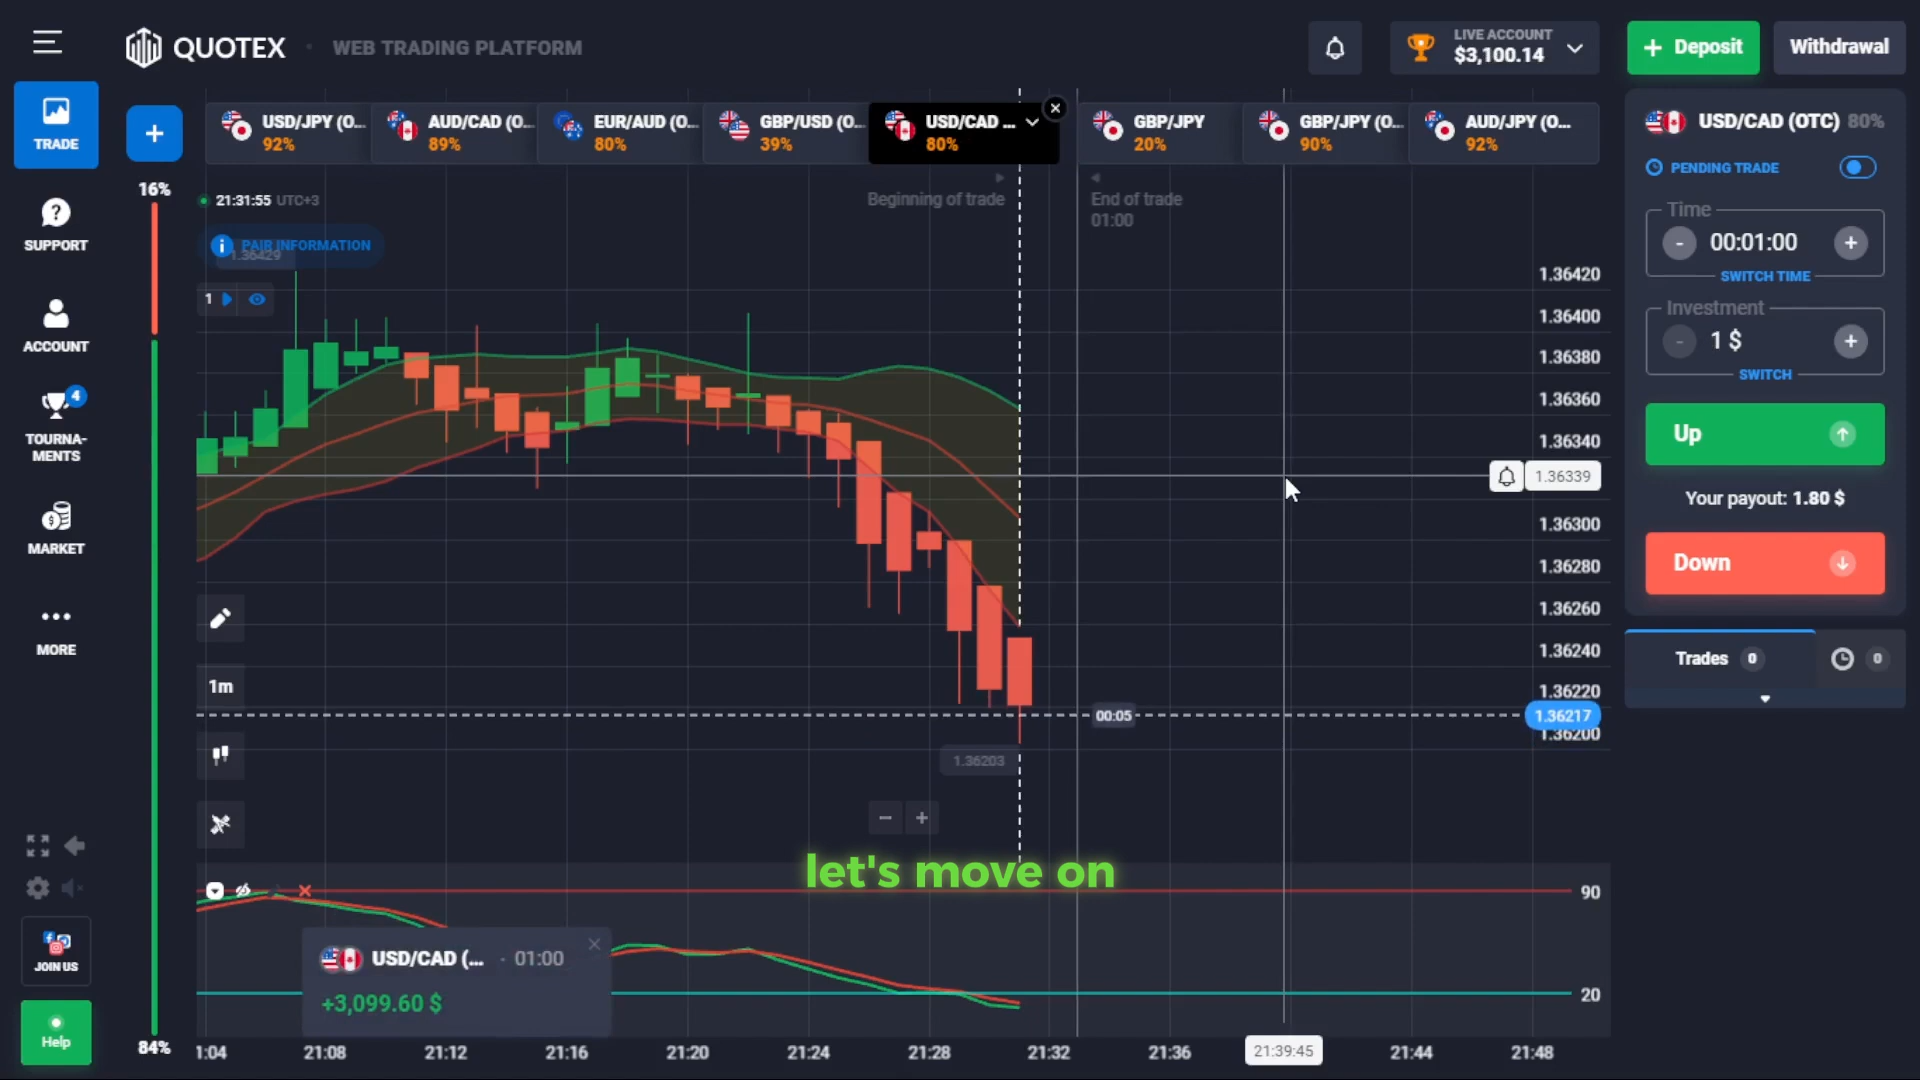 QUOTEX
WEB TRADING PLATFORM
LIVE ACCOUNT
$3,100.14
+ Deposit
Withdrawal
TRADE
+
USD/JPY (O...
92%
AUD/CAD (O...
89%
EUR/AUD (O...
80%
GBP/USD (O...
39%
USD/CAD ...
80%
GBP/JPY
20%
GBP/JPY (O...
90%
AUD/JPY (O...
92%
USD/CAD (OTC) 80%
PENDING TRADE
Time
- 00:01:00 +
SWITCH TIME
Investment
- 1 $ +
SWITCH
Up
Your payout: 1.80 $
Down
Trades 0
0
16%
84%
21:31:55 UTC+3
PAIR INFORMATION
1.36429
1
Beginning of trade
End of trade
01:00
1.36420
1.36400
1.36380
1.36360
1.36340
1.36339
1.36300
1.36280
1.36260
1.36240
1.36220
1.36217
1.36200
00:05
1.36203
1m
SUPPORT
ACCOUNT
4
TOURNA-
MENTS
MARKET
MORE
JOIN US
Help
let's move on
90
20
USD/CAD (... · 01:00
+3,099.60 $
1:04
21:08
21:12
21:16
21:20
21:24
21:28
21:32
21:36
21:39:45
21:44
21:48